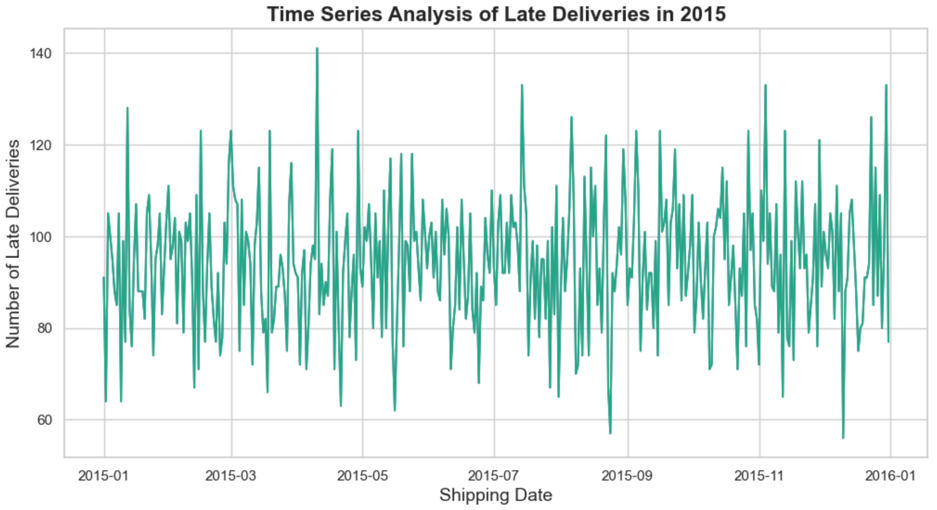 Time Series Analysis of Late Deliveries in 2015
140
120
100
80
60
Number of Late Deliveries
2015-01 2015-03 2015-05 2015-07 2015-09 2015-11 2016-01
Shipping Date